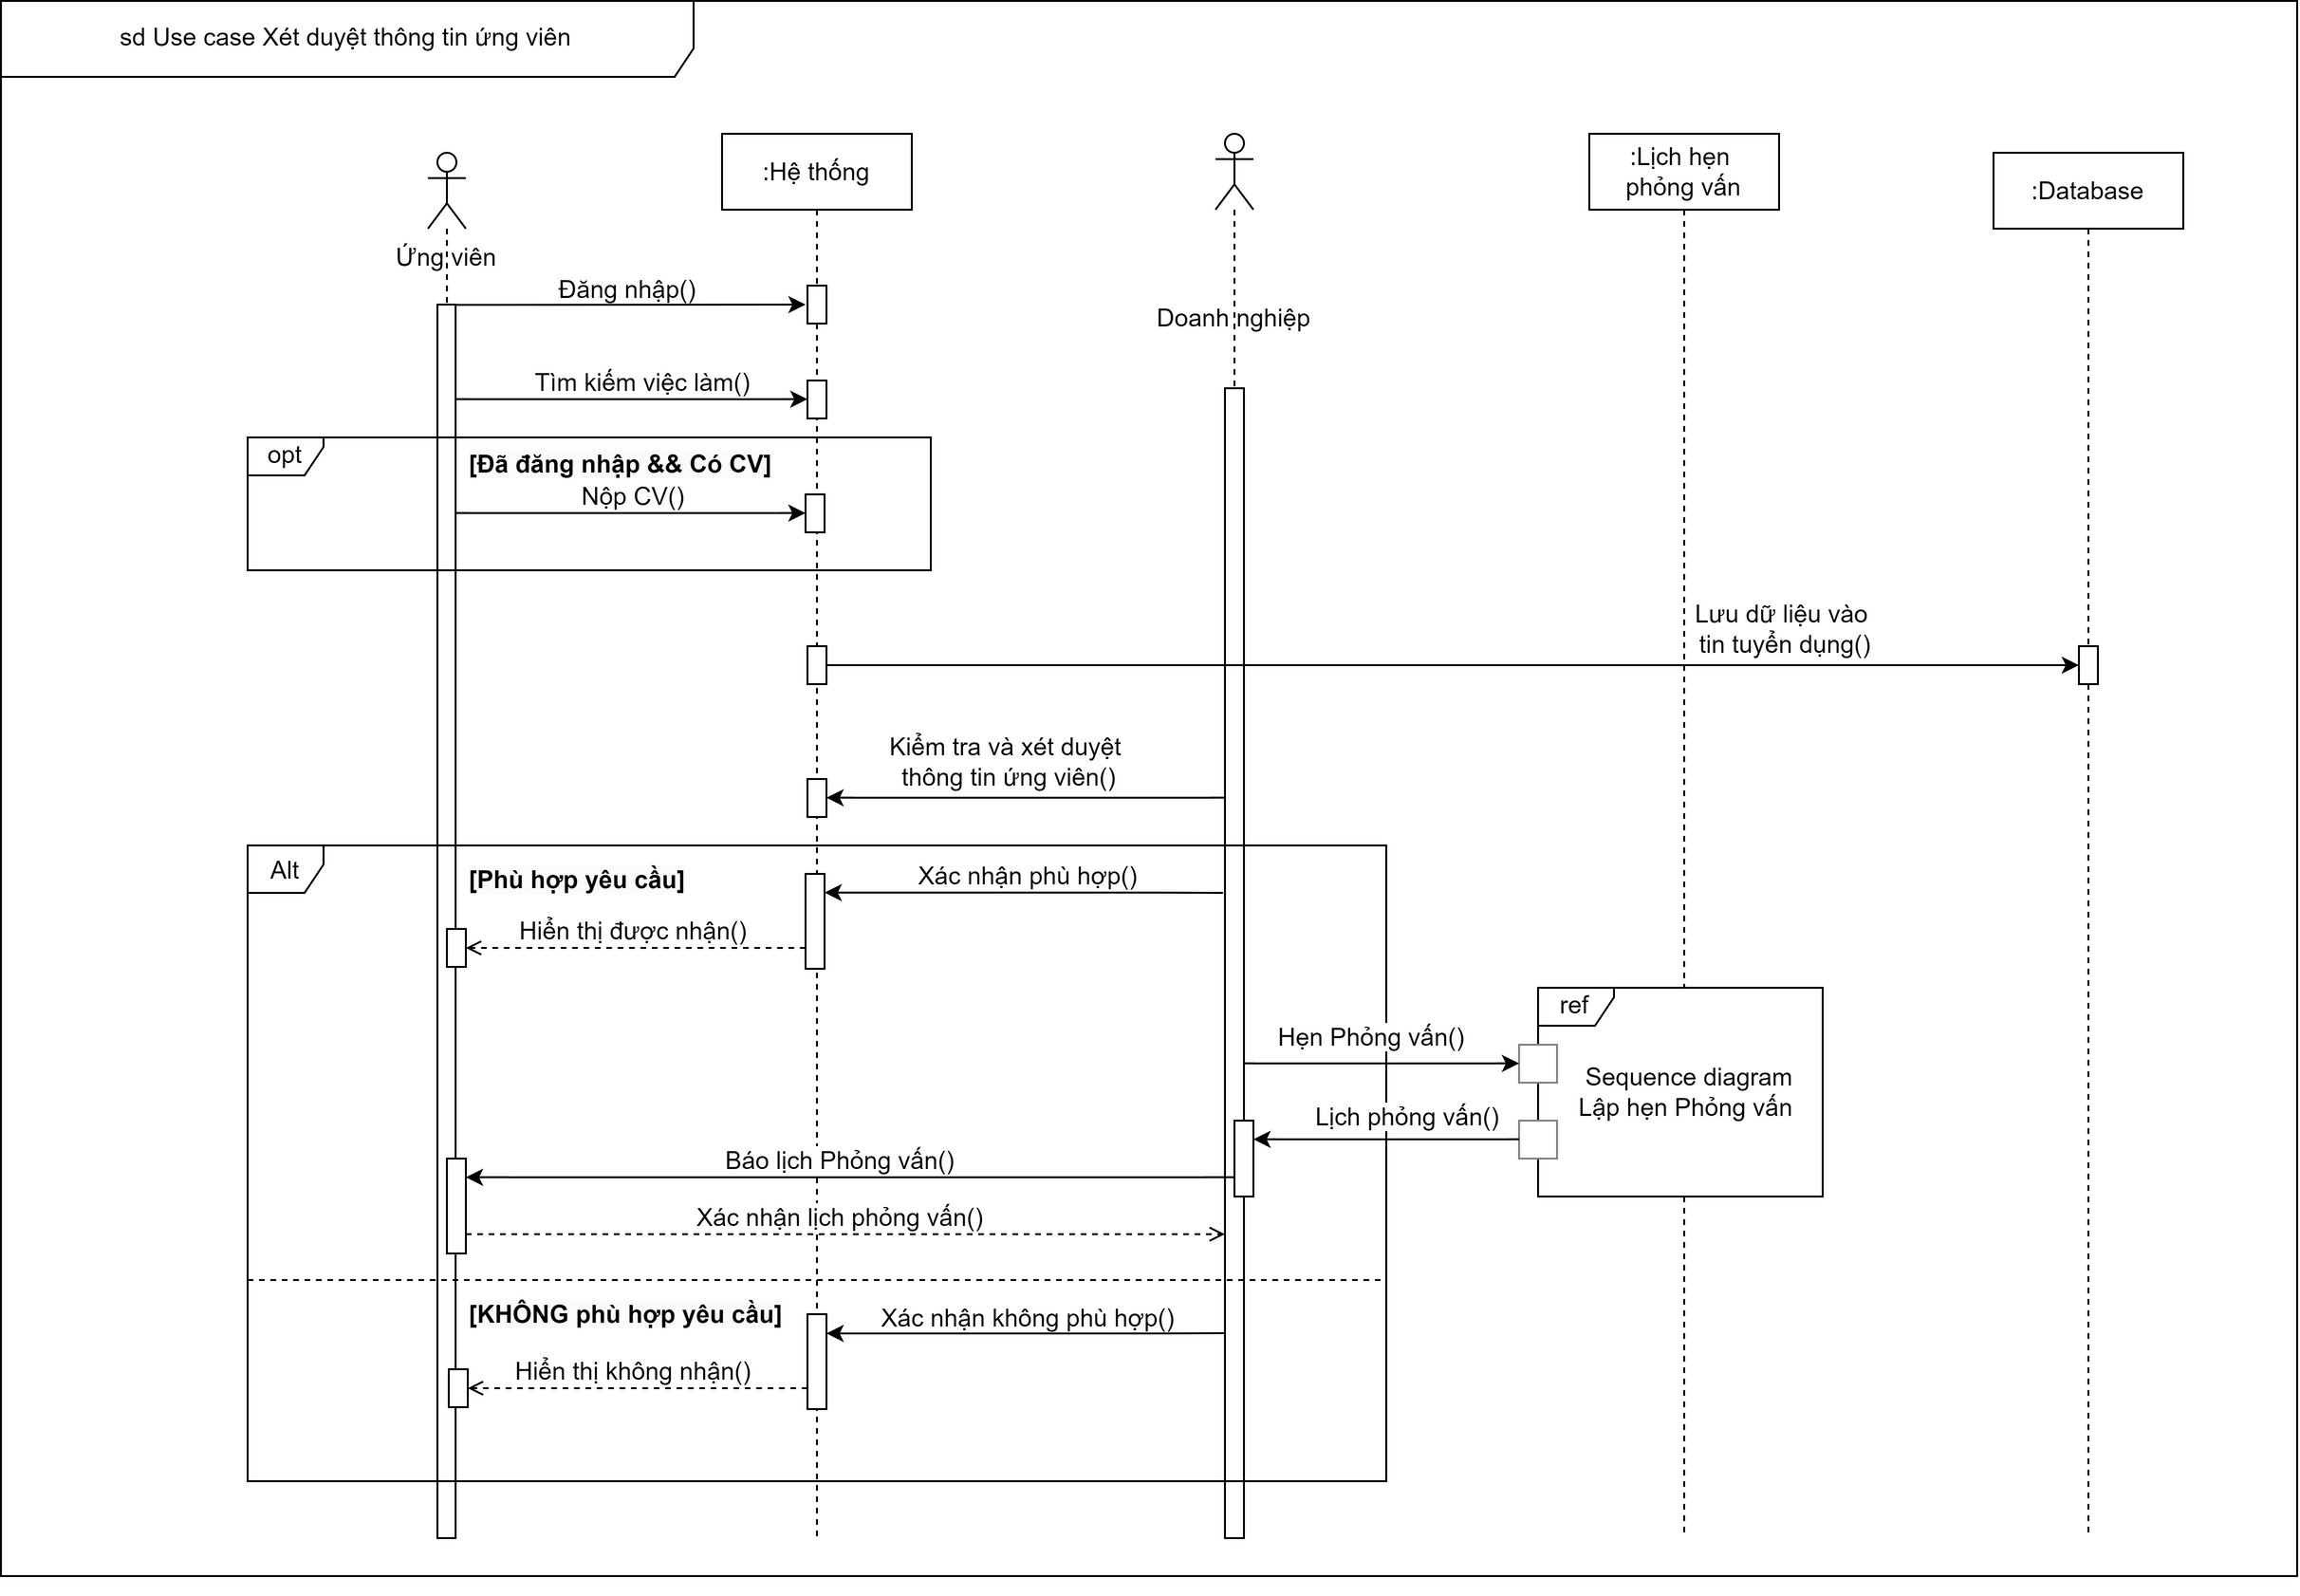 sd Use case Xét duyệt thông tin ứng viên
:Hệ thống
:Lịch hẹn
phỏng vấn
:Database
Ứng viên
Đăng nhập()
Doanh nghiệp
Tìm kiếm việc làm()
opt
[Đã đăng nhập && Có CV]
Nộp CV()
Lưu dữ liệu vào
tin tuyển dụng()
Kiểm tra và xét duyệt
thông tin ứng viên()
Alt
[Phù hợp yêu cầu]
Xác nhận phù hợp()
Hiển thị được nhận()
ref
Hẹn Phỏng vấn()
Sequence diagram
Lập hẹn Phỏng vấn
Lịch phỏng vấn()
Báo lịch Phỏng vấn()
Xác nhận lịch phỏng vấn()
[KHÔNG phù hợp yêu cầu]
Xác nhận không phù hợp()
Hiển thị không nhận()